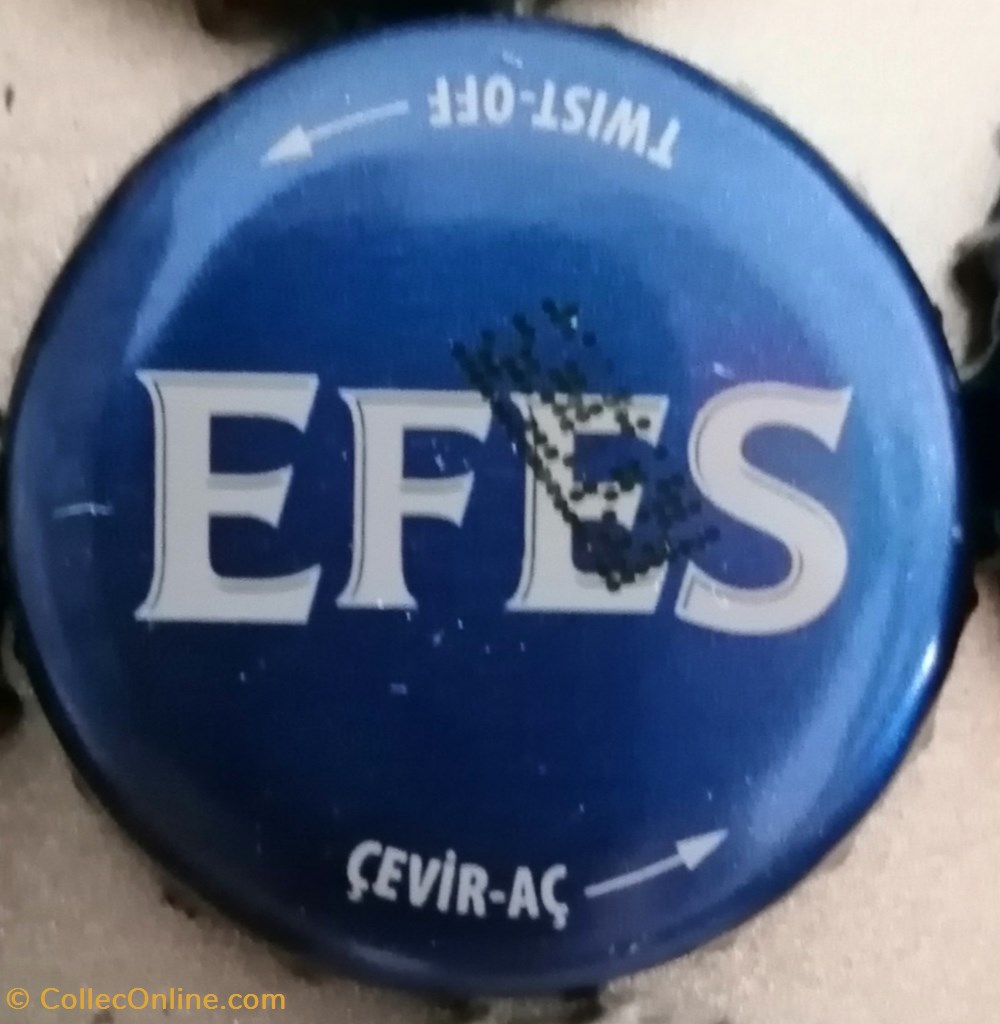 TWIST-OFF
EFES
ÇEVİR-AÇ
© CollecOnline.com